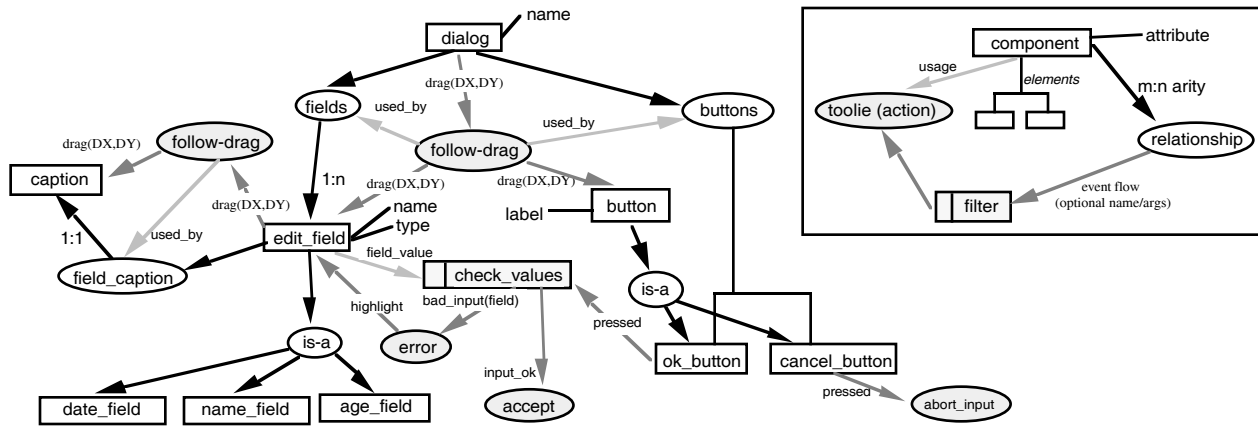 name
dialog
attribute
component
usage
elements
m:n arity
toolie (action)
relationship
event flow
(optional name/args)
filter
drag(DX,DY)
fields
used_by
used_by
buttons
follow-drag
follow-drag
drag(DX,DY)
drag(DX,DY)
drag(DX,DY)
caption
1:n
drag(DX,DY)
name
label
button
type
1:1
used_by
edit_field
field_value
field_caption
check_values
is-a
highlight
bad_input(field)
pressed
is-a
error
ok_button
cancel_button
input_ok
pressed
date_field
name_field
age_field
accept
abort_input